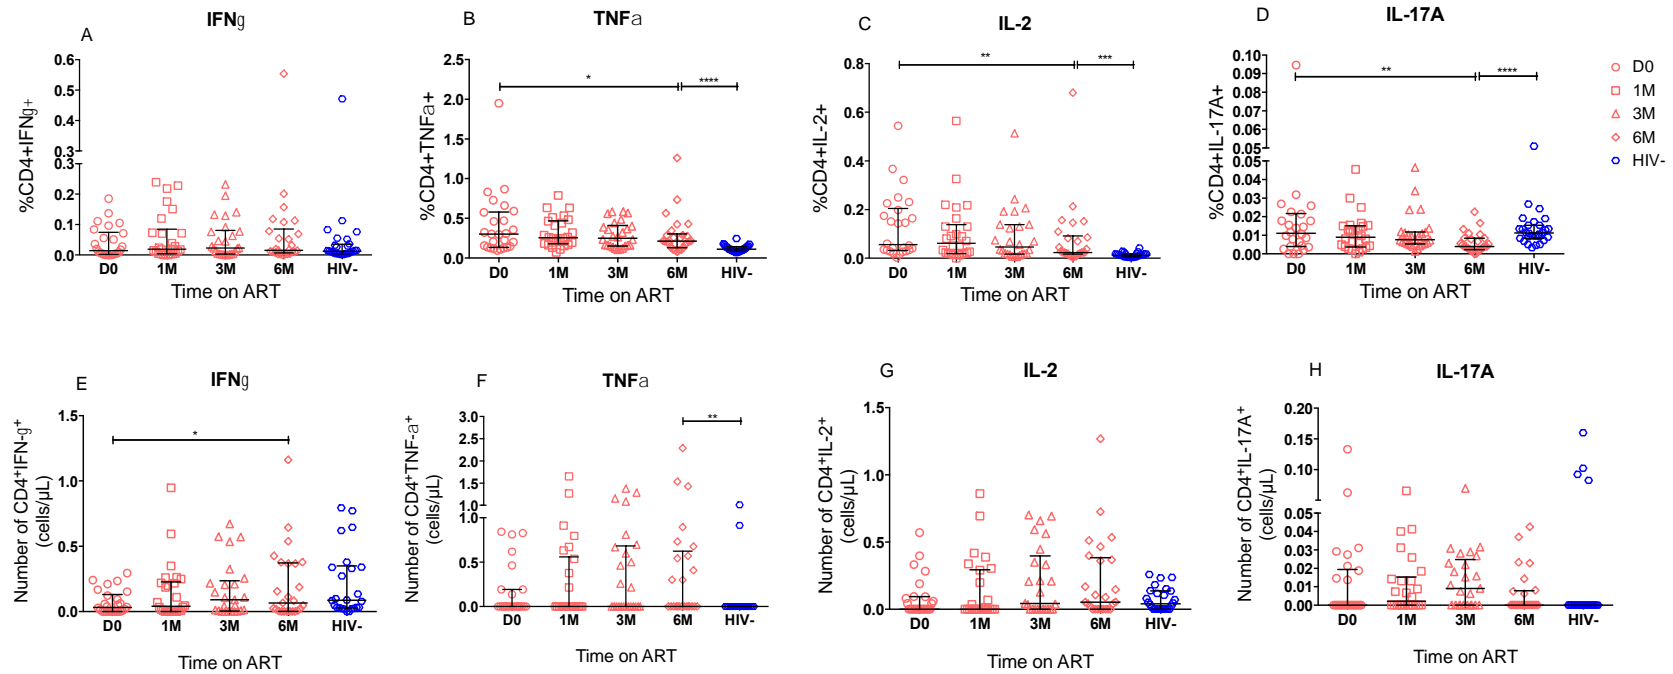 A
IFNg
%CD4+IFNg+
0.6
0.5
0.4
0.3
0.3
0.2
0.1
0.0
D0 1M 3M 6M HIV-
Time on ART
B
TNFa
%CD4+TNFa+
2.5
2.0
1.5
1.0
0.5
0.0
*
****
D0 1M 3M 6M HIV-
Time on ART
C
IL-2
%CD4+IL-2+
0.8
0.6
0.4
0.2
0.0
**
***
D0 1M 3M 6M HIV-
Time on ART
D
IL-17A
%CD4+IL-17A+
0.10
0.09
0.08
0.07
0.06
0.05
0.05
0.04
0.03
0.02
0.01
0.00
**
****
D0 1M 3M 6M HIV-
Time on ART
D0
1M
3M
6M
HIV-
E
IFNg
Number of CD4+IFN-g+
(cells/µL)
1.5
1.0
0.5
0.0
*
D0 1M 3M 6M HIV-
Time on ART
F
TNFa
Number of CD4+TNF-a+
(cells/µL)
3.0
2.5
2.0
1.5
1.0
1.0
0.5
0.0
**
D0 1M 3M 6M HIV-
Time on ART
G
IL-2
Number of CD4+IL-2+
(cells/µL)
1.5
1.0
0.5
0.0
D0 1M 3M 6M HIV-
Time on ART
H
IL-17A
Number of CD4+IL-17A+
(cells/µL)
0.20
0.15
0.10
0.05
0.04
0.03
0.02
0.01
0.00
D0 1M 3M 6M HIV-
Time on ART